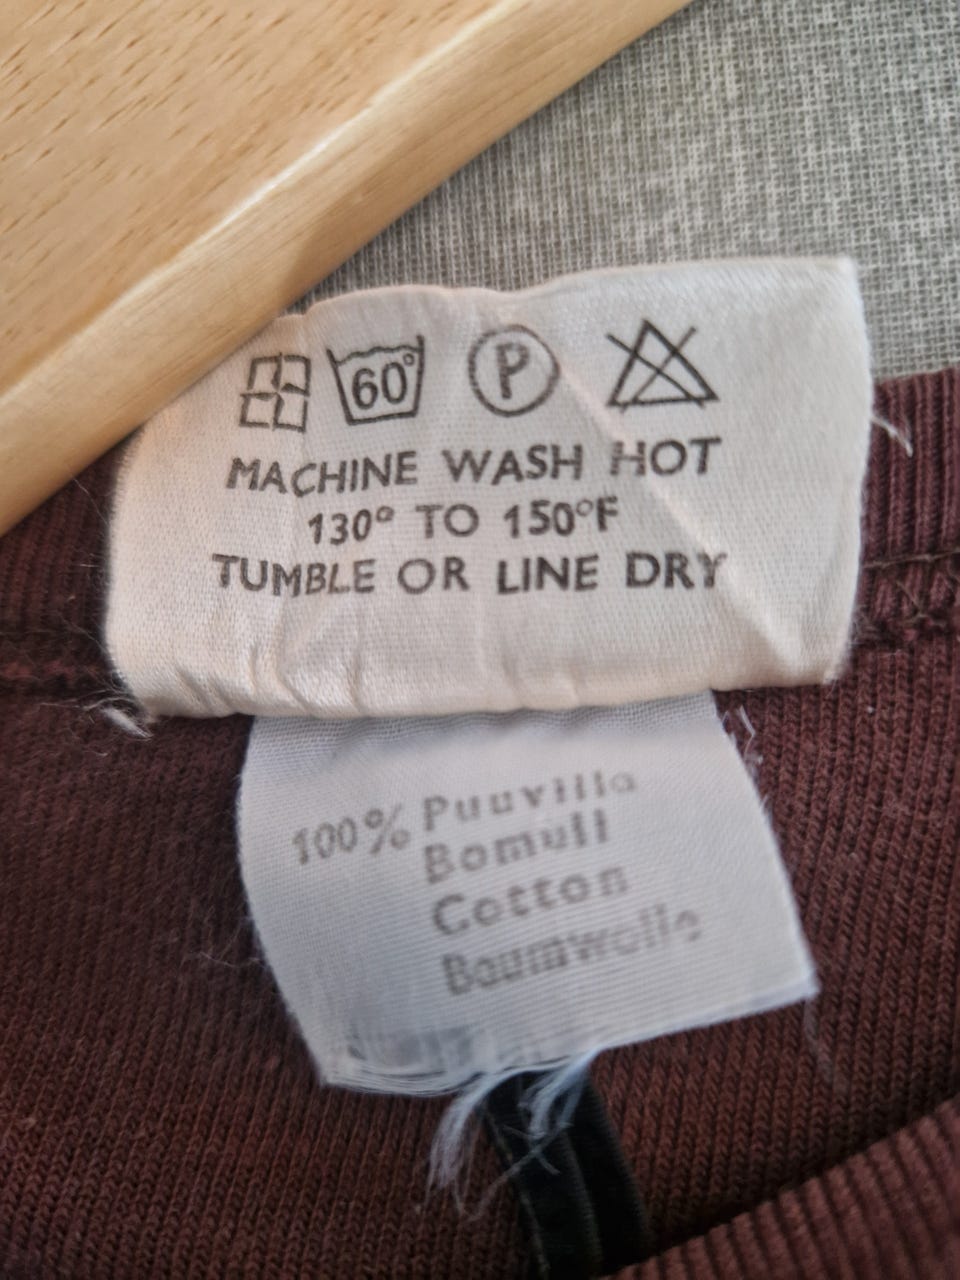 60°
P
MACHINE WASH HOT
130° TO 150°F
TUMBLE OR LINE DRY
100% Puuvilla
Bomull
Cotton
Baumwolle